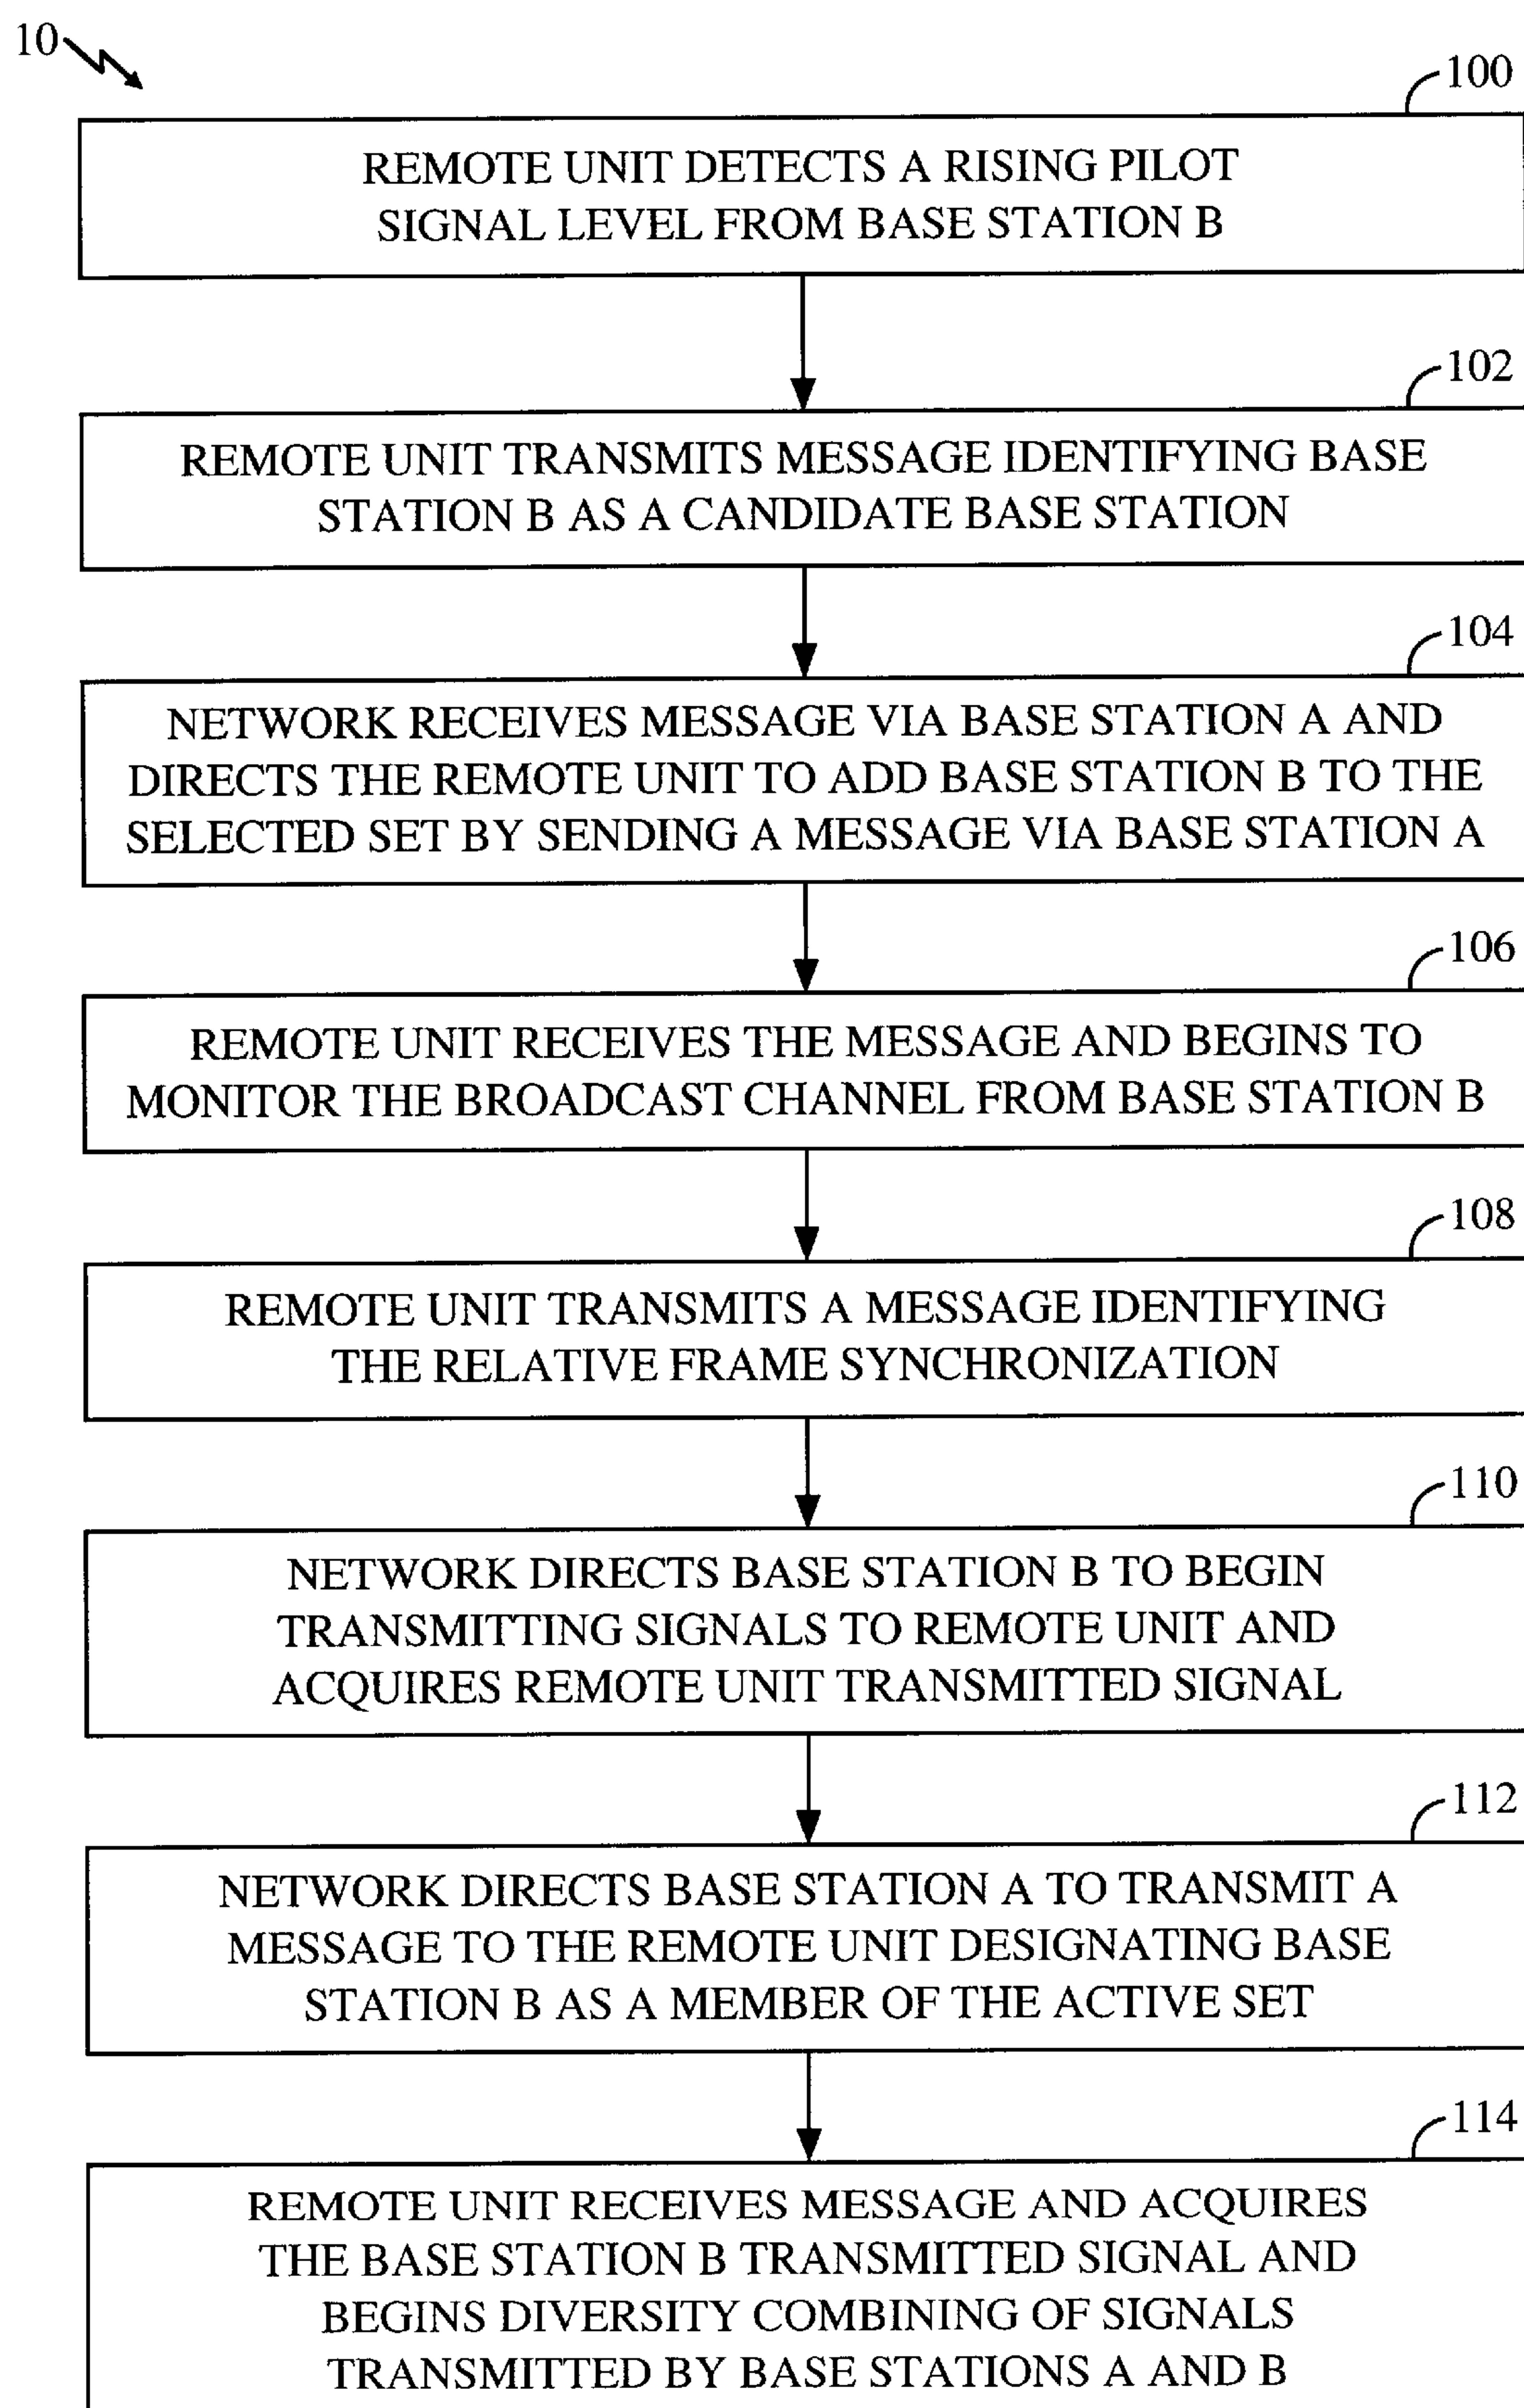 10
100
REMOTE UNIT DETECTS A RISING PILOT
SIGNAL LEVEL FROM BASE STATION B
102
REMOTE UNIT TRANSMITS MESSAGE IDENTIFYING BASE
STATION B AS A CANDIDATE BASE STATION
104
NETWORK RECEIVES MESSAGE VIA BASE STATION A AND
DIRECTS THE REMOTE UNIT TO ADD BASE STATION B TO THE
SELECTED SET BY SENDING A MESSAGE VIA BASE STATION A
106
REMOTE UNIT RECEIVES THE MESSAGE AND BEGINS TO
MONITOR THE BROADCAST CHANNEL FROM BASE STATION B
108
REMOTE UNIT TRANSMITS A MESSAGE IDENTIFYING
THE RELATIVE FRAME SYNCHRONIZATION
110
NETWORK DIRECTS BASE STATION B TO BEGIN
TRANSMITTING SIGNALS TO REMOTE UNIT AND
ACQUIRES REMOTE UNIT TRANSMITTED SIGNAL
112
NETWORK DIRECTS BASE STATION A TO TRANSMIT A
MESSAGE TO THE REMOTE UNIT DESIGNATING BASE
STATION B AS A MEMBER OF THE ACTIVE SET
114
REMOTE UNIT RECEIVES MESSAGE AND ACQUIRES
THE BASE STATION B TRANSMITTED SIGNAL AND
BEGINS DIVERSITY COMBINING OF SIGNALS
TRANSMITTED BY BASE STATIONS A AND B